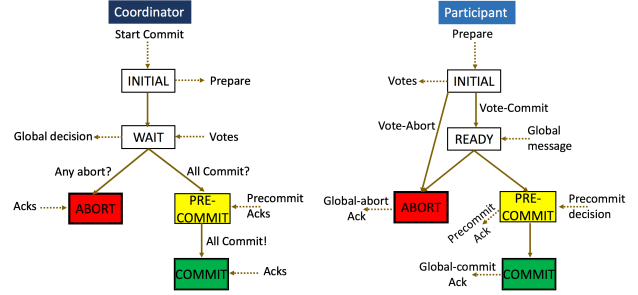 Coordinator
Start Commit
INITIAL
Prepare
Global decision
WAIT
Votes
Any abort?
All Commit?
Acks
ABORT
PRE-
COMMIT
Precommit
Acks
All Commit!
COMMIT
Acks
Participant
Prepare
Votes
INITIAL
Vote-Abort
Vote-Commit
READY
Global
message
Global-abort
Ack
ABORT
Precommit
Ack
PRE-
COMMIT
Precommit
decision
Global-commit
Ack
COMMIT